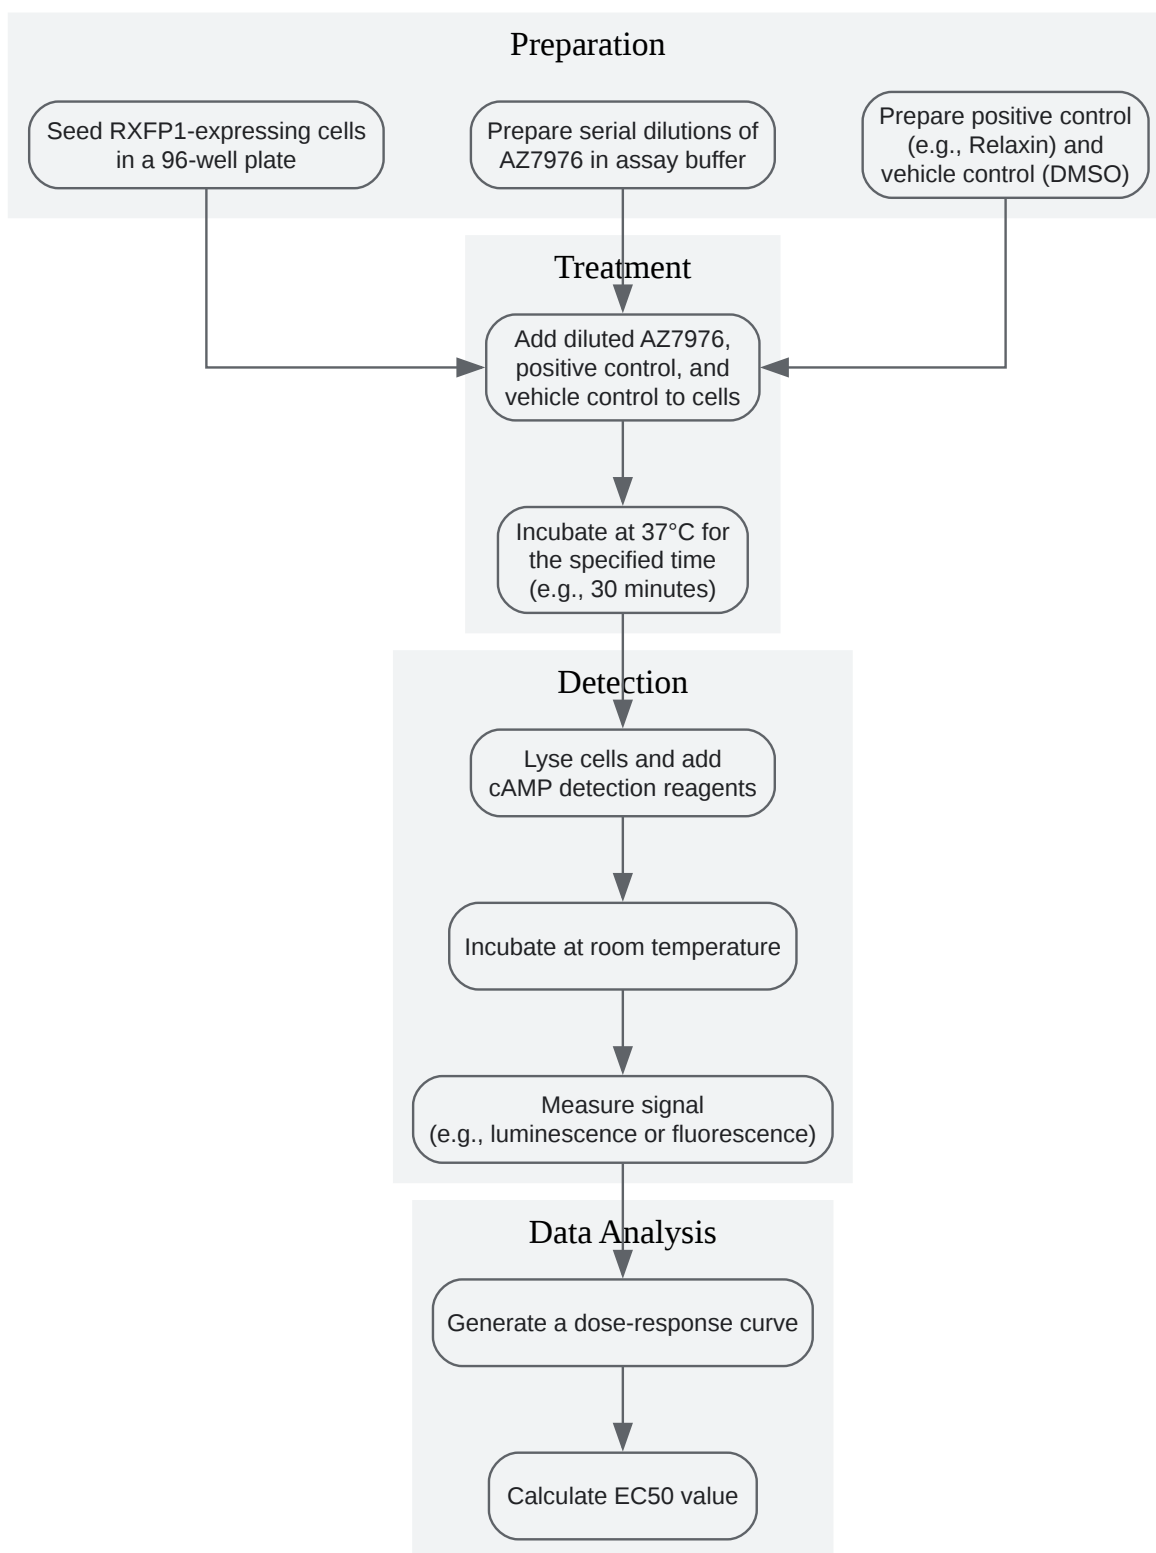 Preparation
Seed RXFP1-expressing cells
in a 96-well plate
Prepare serial dilutions of
AZ7976 in assay buffer
Prepare positive control
(e.g., Relaxin) and
vehicle control (DMSO)
Treatment
Add diluted AZ7976,
positive control, and
vehicle control to cells
Incubate at 37°C for
the specified time
(e.g., 30 minutes)
Detection
Lyse cells and add
cAMP detection reagents
Incubate at room temperature
Measure signal
(e.g., luminescence or fluorescence)
Data Analysis
Generate a dose-response curve
Calculate EC50 value